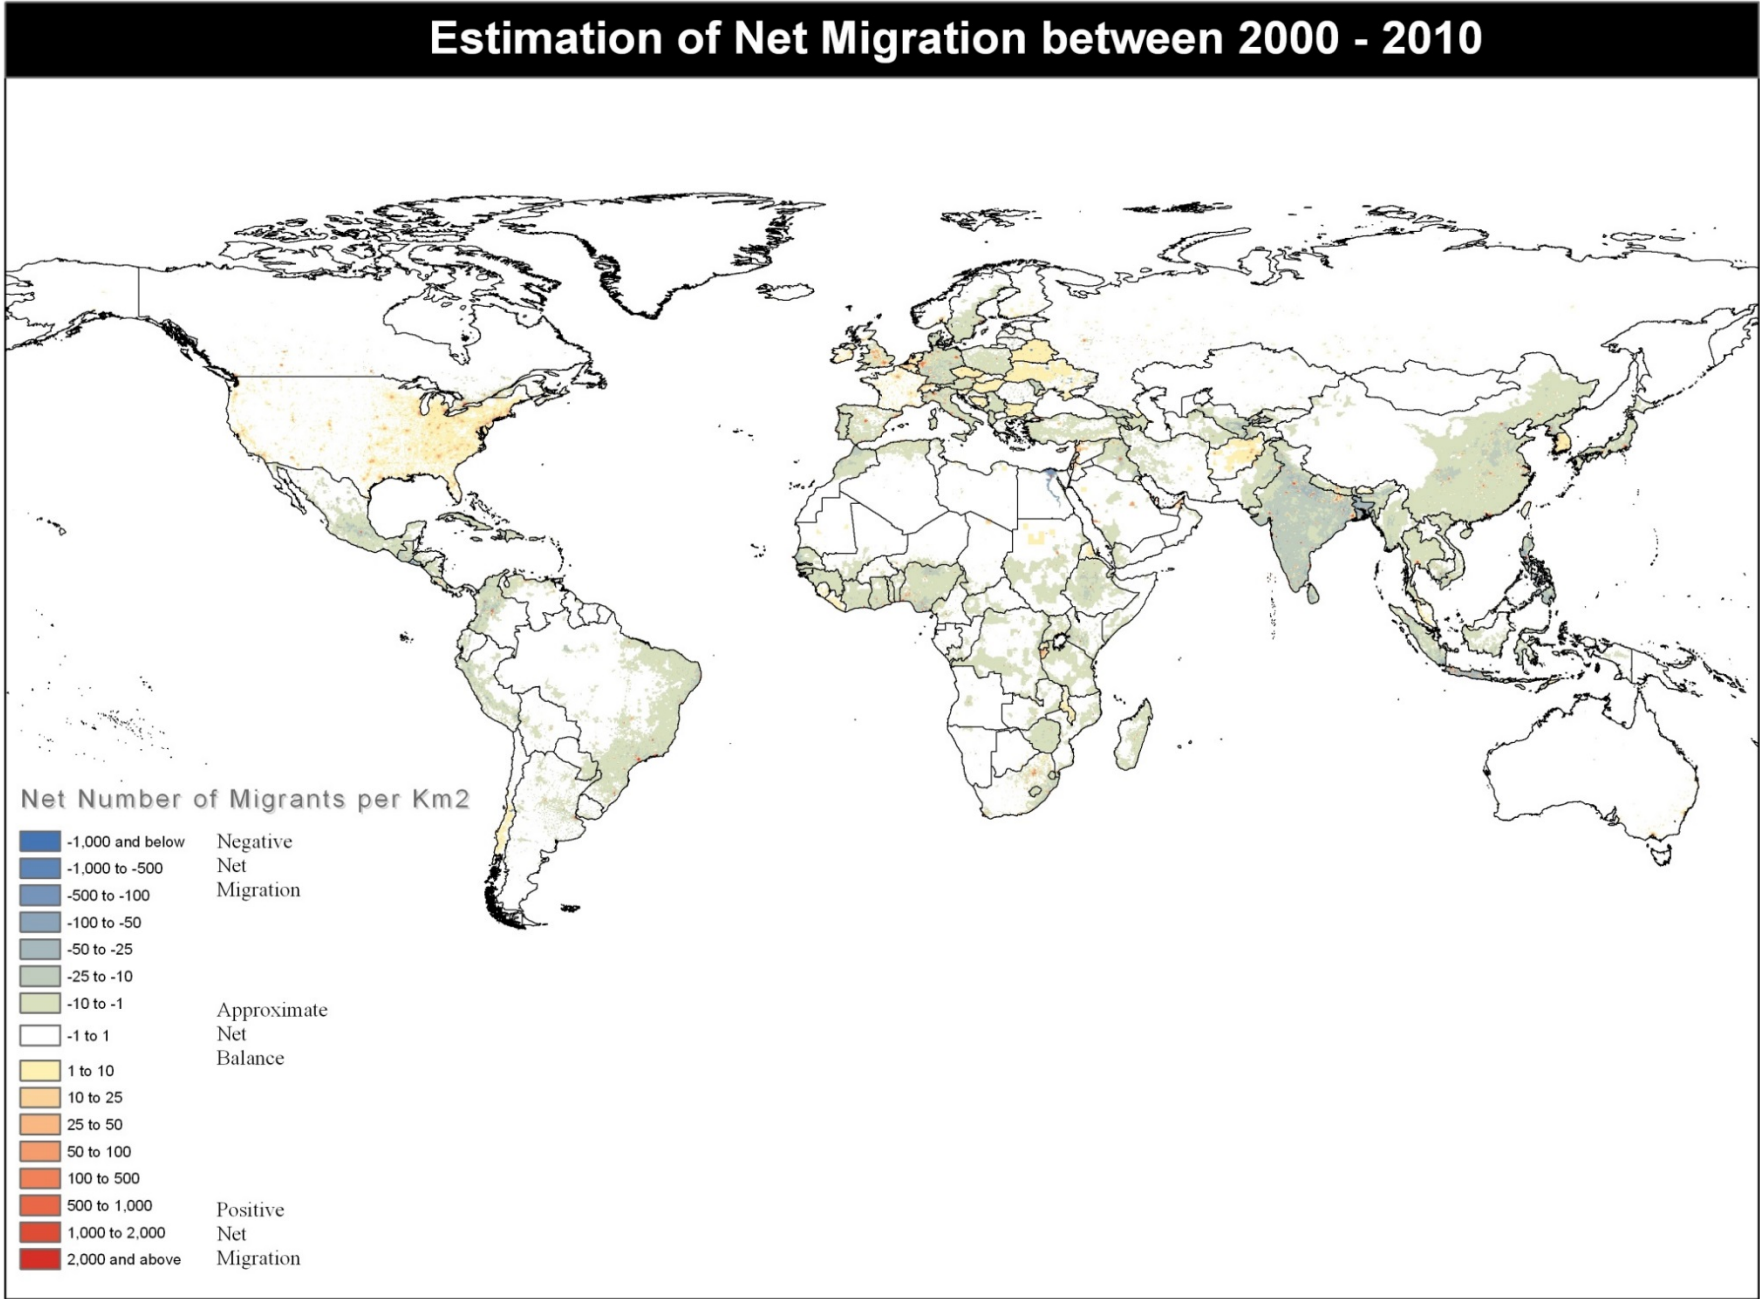 Estimation of Net Migration between 2000 - 2010
Net Number of Migrants per Km2
-1,000 and below
-1,000 to -500
-500 to -100
-100 to -50
-50 to -25
-25 to -10
-10 to -1
-1 to 1
1 to 10
10 to 25
25 to 50
50 to 100
100 to 500
500 to 1,000
1,000 to 2,000
2,000 and above
Negative
Net
Migration
Approximate
Net
Balance
Positive
Net
Migration